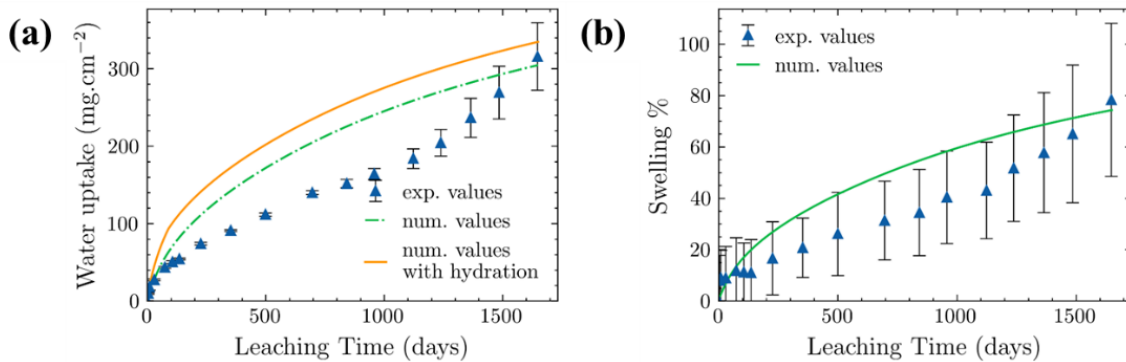 (a)
Water uptake (mg.cm⁻²)
300
200
100
0
exp. values
num. values
num. values
with hydration
0
500
1000
1500
Leaching Time (days)
(b)
Swelling %
100
80
60
40
20
0
exp. values
num. values
0
500
1000
1500
Leaching Time (days)